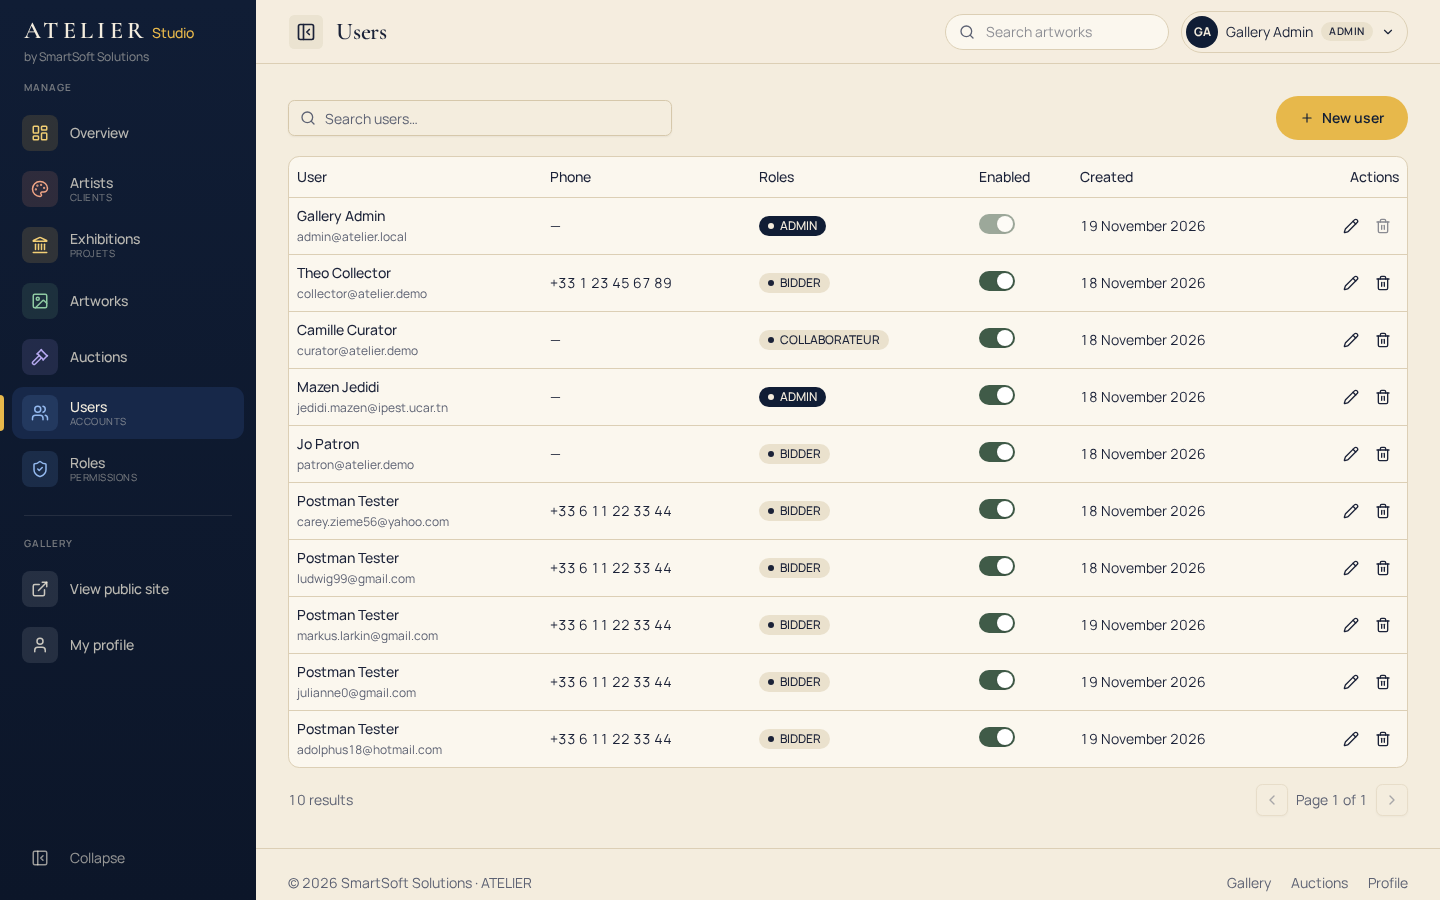 ATELIER Studio
by SmartSoft Solutions
MANAGE
Overview
Artists
CLIENTS
Exhibitions
PROJETS
Artworks
Auctions
Users
ACCOUNTS
Roles
PERMISSIONS
GALLERY
View public site
My profile
Collapse
Users
Search artworks
GA Gallery Admin ADMIN
Search users...
New user
User Phone Roles Enabled Created Actions
Gallery Admin
admin@atelier.local
— ADMIN 19 November 2026
Theo Collector
collector@atelier.demo
+33 1 23 45 67 89 BIDDER 18 November 2026
Camille Curator
curator@atelier.demo
— COLLABORATEUR 18 November 2026
Mazen Jedidi
jedidi.mazen@ipest.ucar.tn
— ADMIN 18 November 2026
Jo Patron
patron@atelier.demo
— BIDDER 18 November 2026
Postman Tester
carey.zieme56@yahoo.com
+33 6 11 22 33 44 BIDDER 18 November 2026
Postman Tester
ludwig99@gmail.com
+33 6 11 22 33 44 BIDDER 18 November 2026
Postman Tester
markus.larkin@gmail.com
+33 6 11 22 33 44 BIDDER 19 November 2026
Postman Tester
julianne0@gmail.com
+33 6 11 22 33 44 BIDDER 19 November 2026
Postman Tester
adolphus18@hotmail.com
+33 6 11 22 33 44 BIDDER 19 November 2026
10 results
Page 1 of 1
© 2026 SmartSoft Solutions · ATELIER
Gallery Auctions Profile